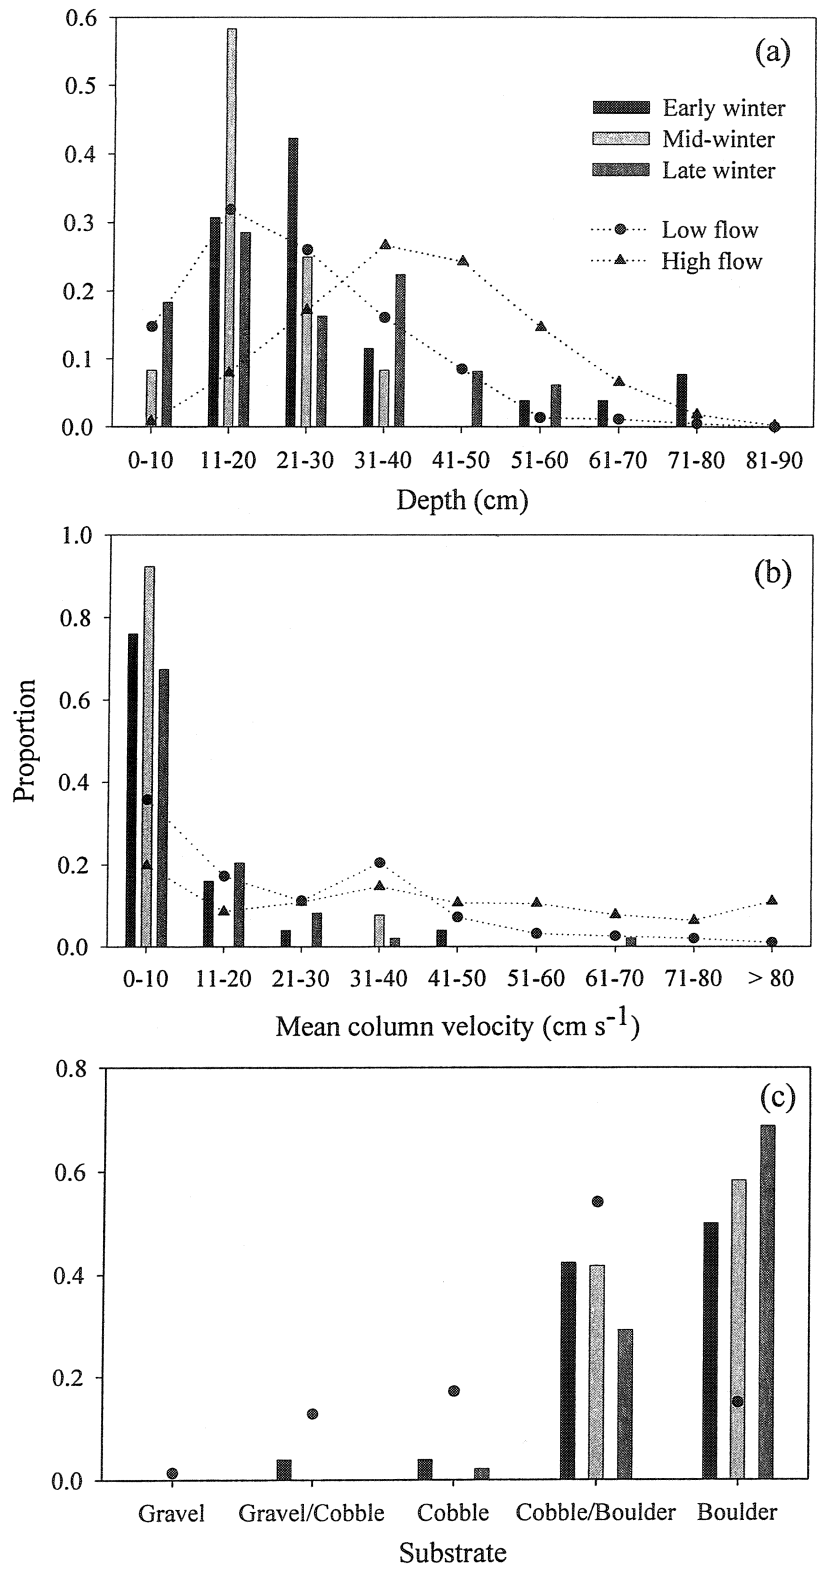 (a)
0.6
0.5
0.4
0.3
0.2
0.1
0.0
Early winter
Mid-winter
Late winter
Low flow
High flow
0-10 11-20 21-30 31-40 41-50 51-60 61-70 71-80 81-90
Depth (cm)
(b)
1.0
0.8
0.6
0.4
0.2
0.0
Proportion
0-10 11-20 21-30 31-40 41-50 51-60 61-70 71-80 > 80
Mean column velocity (cm s-1)
(c)
0.8
0.6
0.4
0.2
0.0
Gravel Gravel/Cobble Cobble Cobble/Boulder Boulder
Substrate